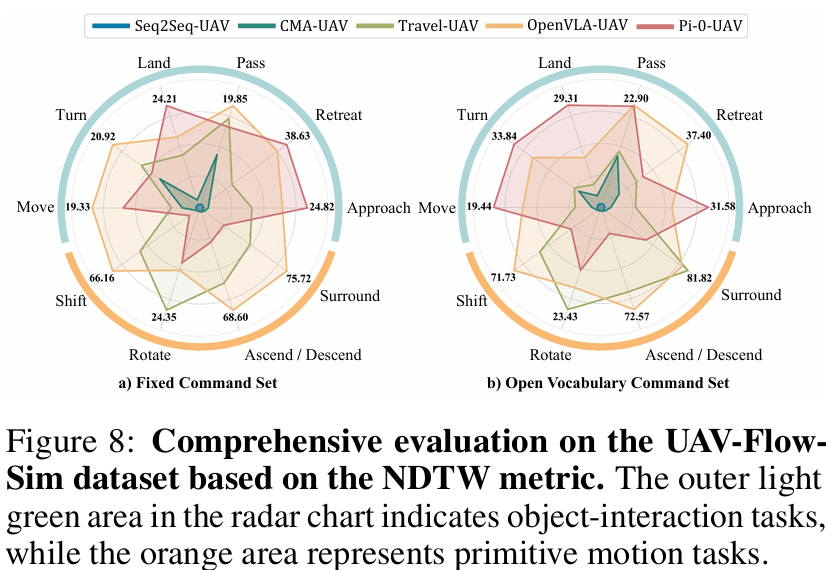 Seq2Seq-UAV CMA-UAV Travel-UAV OpenVLA-UAV Pi-0-UAV
Land Pass
24.21 19.85
Turn Retreat
20.92 38.63
Move 19.33 24.82 Approach
66.16 75.72
Shift Surround
24.35 68.60
Rotate Ascend / Descend
a) Fixed Command Set
Land Pass
29.31 22.90
Turn Retreat
33.84 37.40
Move 19.44 31.58 Approach
71.73 81.82
Shift Surround
23.43 72.57
Rotate Ascend / Descend
b) Open Vocabulary Command Set
Figure 8: Comprehensive evaluation on the UAV-Flow-
Sim dataset based on the NDTW metric. The outer light
green area in the radar chart indicates object-interaction tasks,
while the orange area represents primitive motion tasks.